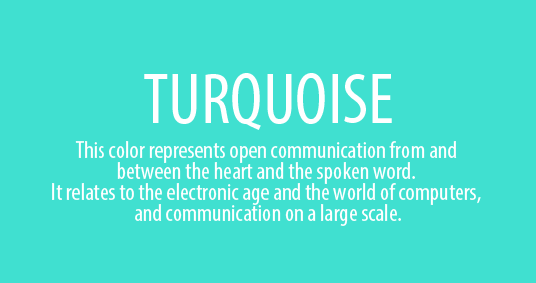 TURQUOISE
This color represents open communication from and
between the heart and the spoken word.
It relates to the electronic age and the world of computers,
and communication on a large scale.